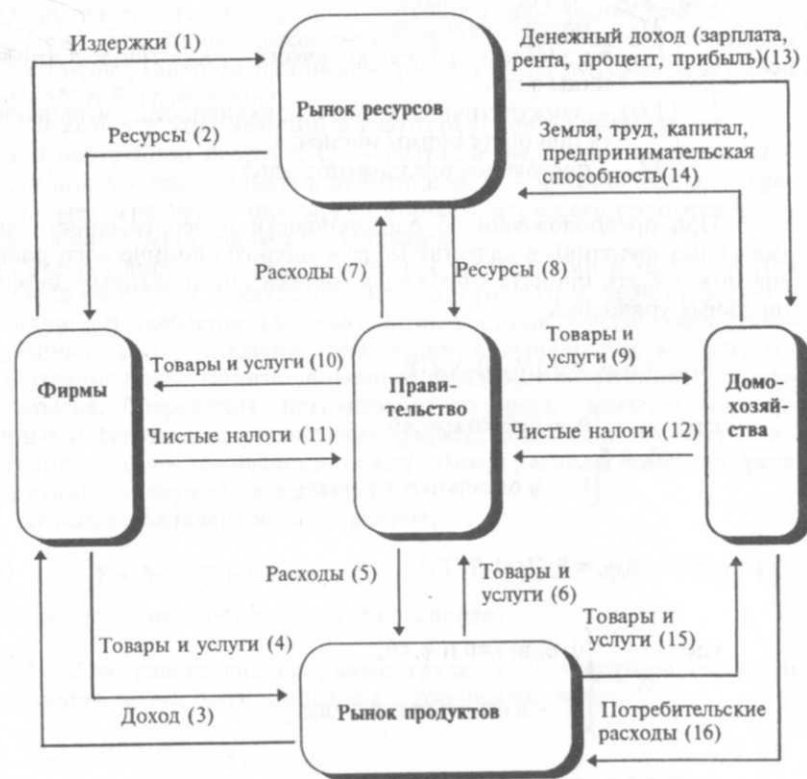 Издержки (1)
Денежный доход (зарплата,
рента, процент, прибыль)(13)
Рынок ресурсов
Ресурсы (2)
Земля, труд, капитал,
предпринимательская
способность(14)
Расходы (7)
Ресурсы (8)
Товары и услуги (10)
Товары и
услуги (9)
Фирмы
Прави-
тельство
Домо-
хозяй-
ства
Чистые налоги (11)
Чистые налоги (12)
Расходы (5)
Товары и
услуги (6)
Товары и услуги (4)
Товары и
услуги (15)
Доход (3)
Рынок продуктов
Потребительские
расходы (16)